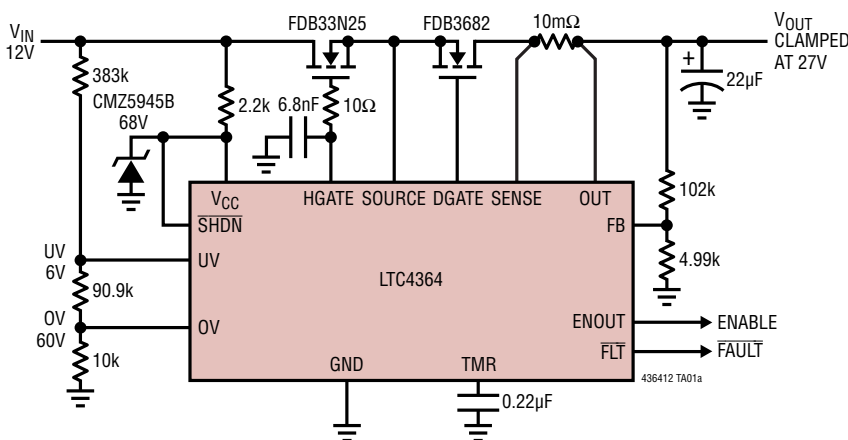 VIN
12V
FDB33N25
FDB3682
10mΩ
VOUT
CLAMPED
AT 27V
383k
CMZ5945B
68V
2.2k
6.8nF
10Ω
+
22µF
VCC
HGATE
SOURCE
DGATE
SENSE
OUT
SHDN
FB
102k
UV
6V
UV
90.9k
LTC4364
4.99k
OV
60V
OV
10k
ENOUT
ENABLE
FLT
FAULT
GND
TMR
436412 TA01a
0.22µF